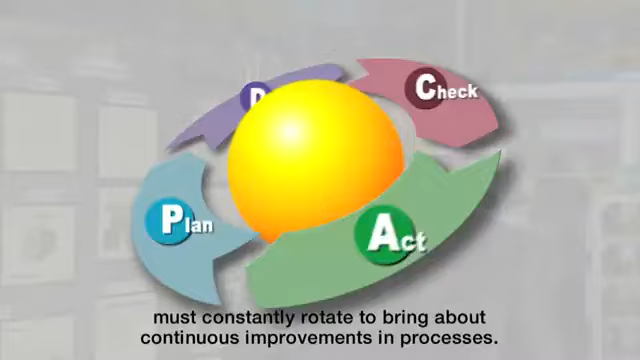 D
Check
Plan
Act
must constantly rotate to bring about
continuous improvements in processes.